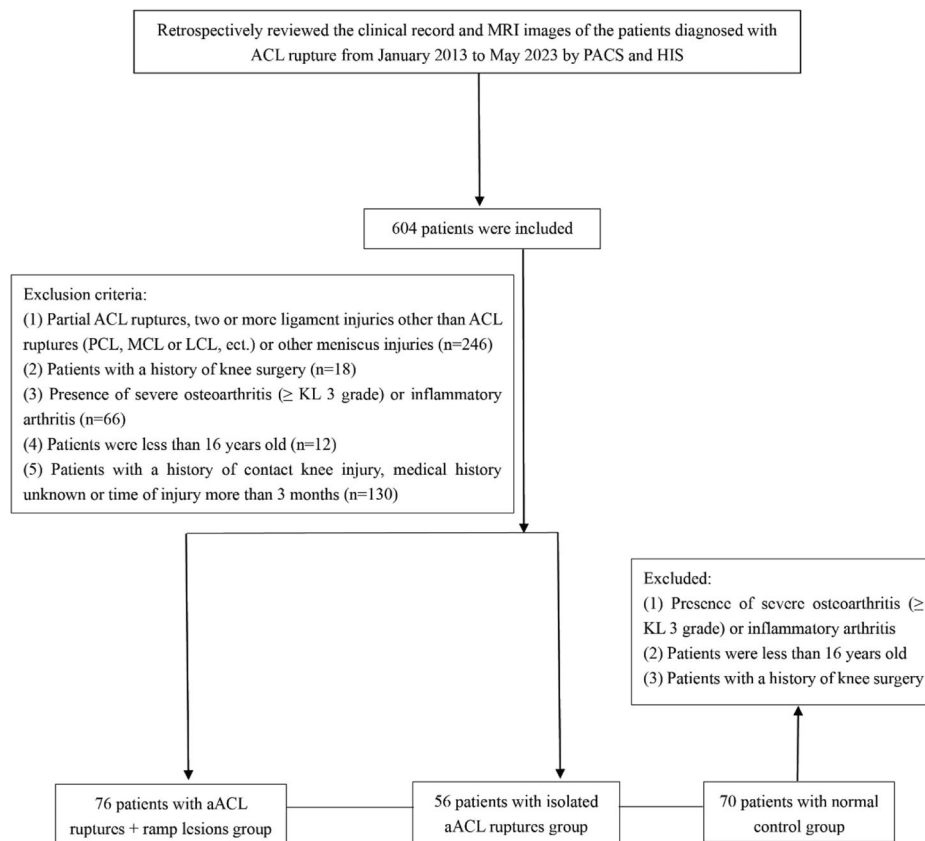 Retrospectively reviewed the clinical record and MRI images of the patients diagnosed with
ACL rupture from January 2013 to May 2023 by PACS and HIS
604 patients were included
Exclusion criteria:
(1) Partial ACL ruptures, two or more ligament injuries other than ACL
ruptures (PCL, MCL or LCL, ect.) or other meniscus injuries (n=246)
(2) Patients with a history of knee surgery (n=18)
(3) Presence of severe osteoarthritis (≥ KL 3 grade) or inflammatory
arthritis (n=66)
(4) Patients were less than 16 years old (n=12)
(5) Patients with a history of contact knee injury, medical history
unknown or time of injury more than 3 months (n=130)
Excluded:
(1) Presence of severe osteoarthritis (≥
KL 3 grade) or inflammatory arthritis
(2) Patients were less than 16 years old
(3) Patients with a history of knee surgery
76 patients with aACL
ruptures + ramp lesions group
56 patients with isolated
aACL ruptures group
70 patients with normal
control group